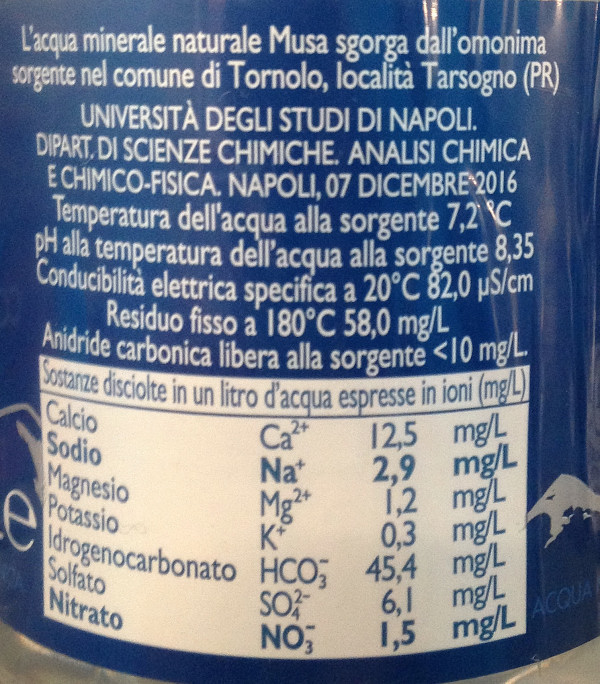 L'acqua minerale naturale Musa sgorga dall'omonima
sorgente nel comune di Tornolo, località Tarsogno (PR)
UNIVERSITÀ DEGLI STUDI DI NAPOLI.
DIPART. DI SCIENZE CHIMICHE. ANALISI CHIMICA
E CHIMICO-FISICA. NAPOLI, 07 DICEMBRE 2016
Temperatura dell'acqua alla sorgente 7,2 °C
pH alla temperatura dell'acqua alla sorgente 8,35
Conducibilità elettrica specifica a 20°C 82,0 µS/cm
Residuo fisso a 180°C 58,0 mg/L
Anidride carbonica libera alla sorgente <10 mg/L.
Sostanze disciolte in un litro d'acqua espresse in ioni (mg/L)
Calcio Ca²⁺ 12,5 mg/L
Sodio Na⁺ 2,9 mg/L
Magnesio Mg²⁺ 1,2 mg/L
Potassio K⁺ 0,3 mg/L
Idrogenocarbonato HCO₃⁻ 45,4 mg/L
Solfato SO₄²⁻ 6,1 mg/L
Nitrato NO₃⁻ 1,5 mg/L
e
ACQUA